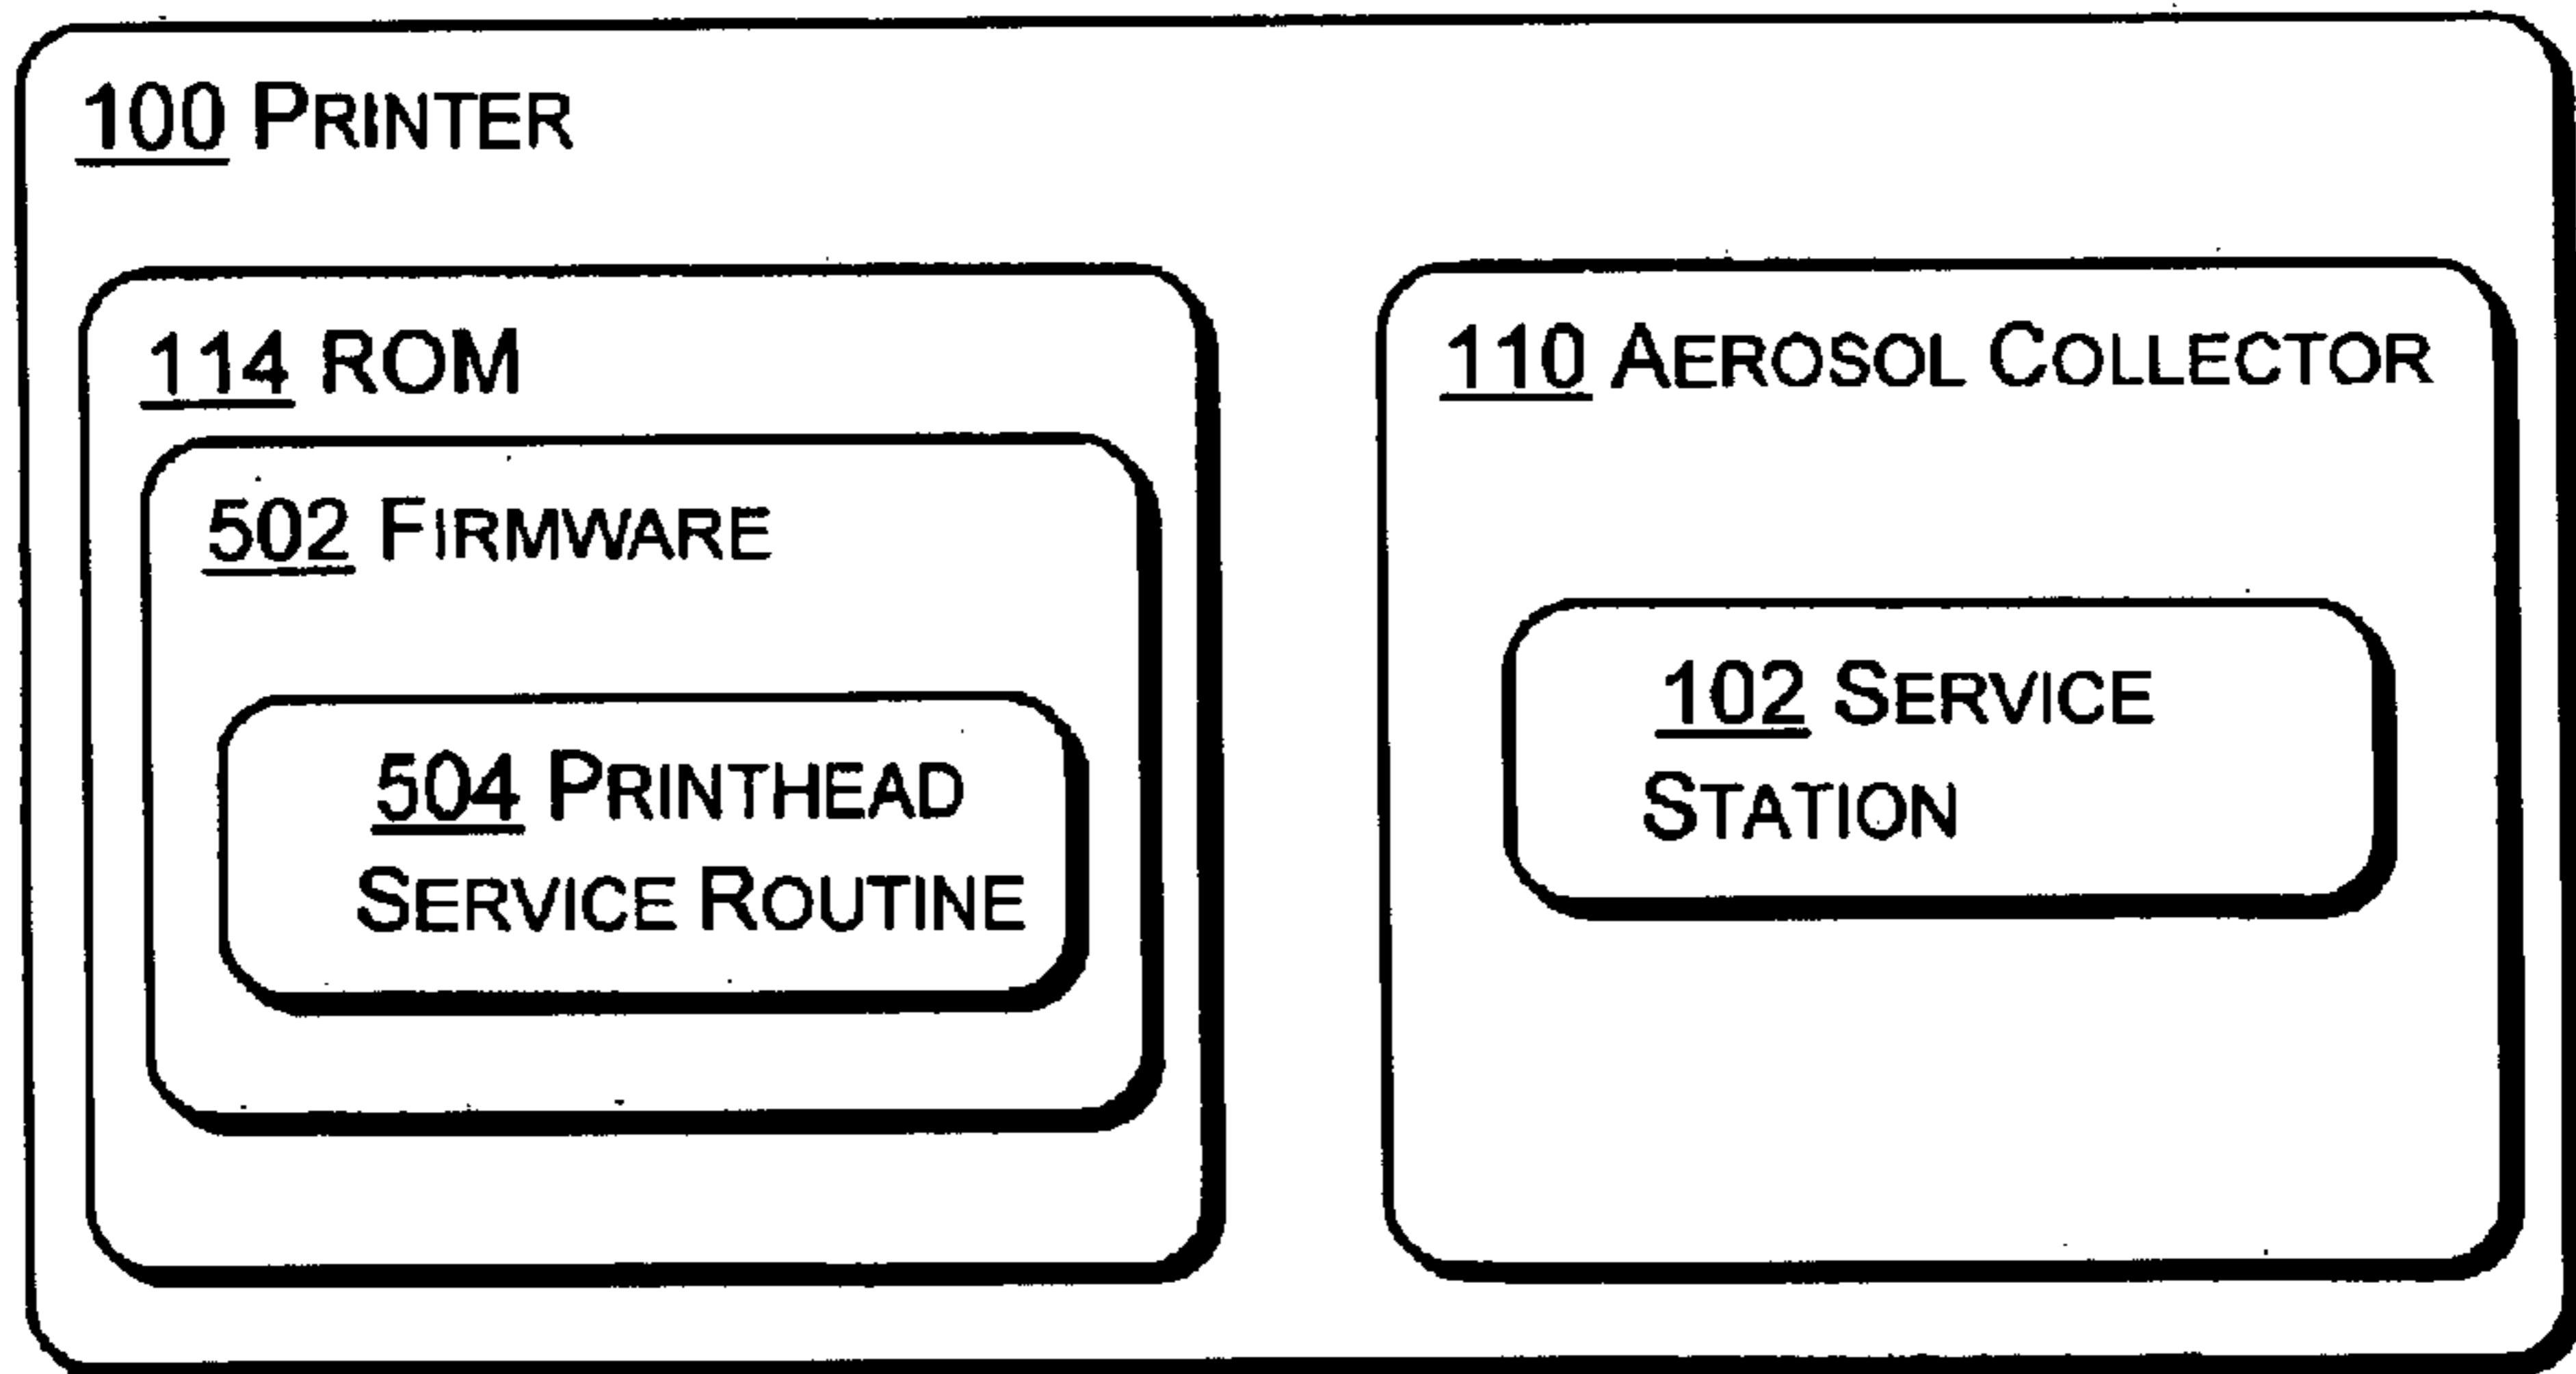 100 PRINTER
114 ROM
110 AEROSOL COLLECTOR
502 FIRMWARE
504 PRINTHEAD
SERVICE ROUTINE
102 SERVICE
STATION